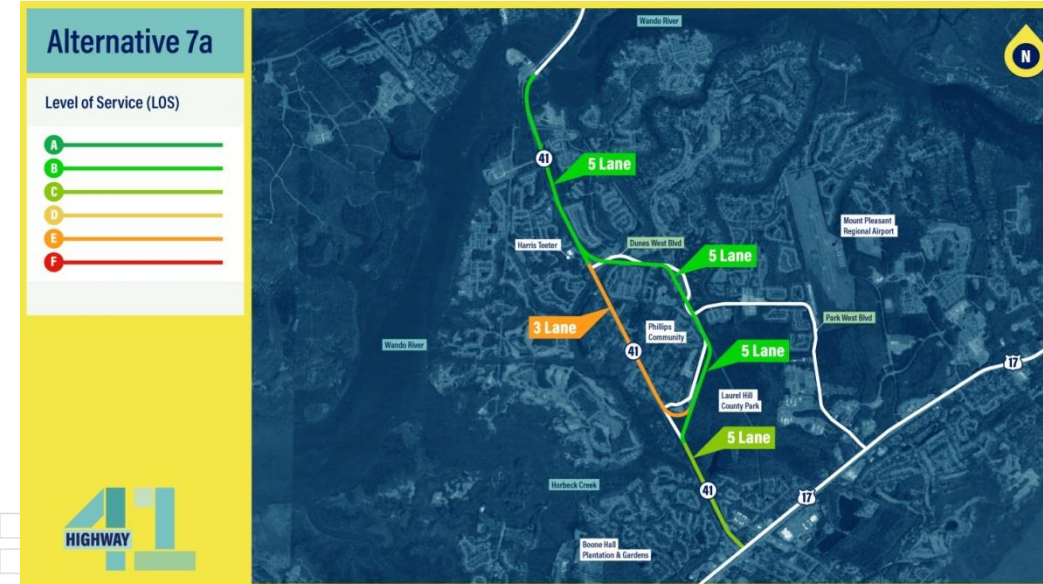 Alternative 7a
Level of Service (LOS)
A
B
C
D
E
F
41
HIGHWAY
Wando River
N
41
5 Lane
Mount Pleasant
Regional Airport
Harris Teeter
Dunes West Blvd
5 Lane
3 Lane
Phillips
Community
Park West Blvd
Wando River
41
5 Lane
17
Laurel Hill
County Park
5 Lane
Horbeck Creek
41
17
Boone Hall
Plantation & Gardens